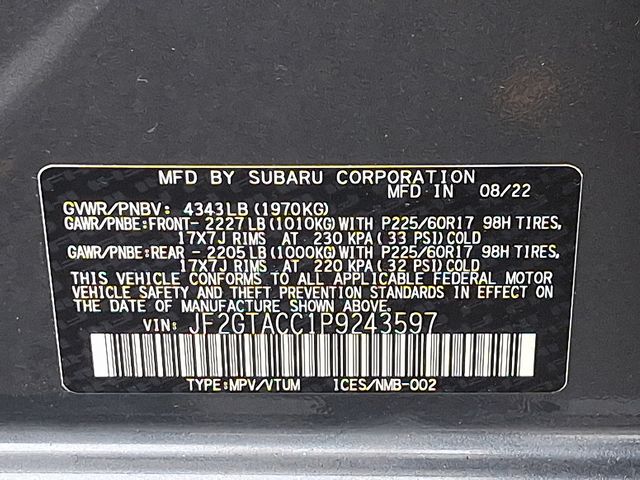 MFD BY SUBARU CORPORATION
MFD IN 08/22
GVWR/PNBV: 4343LB (1970KG)
GAWR/PNBE:FRONT- 2227LB (1010KG) WITH P225/60R17 98H TIRES,
17X7J RIMS AT 230 KPA (33 PSI) COLD
GAWR/PNBE:REAR - 2205LB (1000KG) WITH P225/60R17 98H TIRES,
17X7J RIMS AT 220 KPA (32 PSI) COLD
THIS VEHICLE CONFORMS TO ALL APPLICABLE FEDERAL MOTOR
VEHICLE SAFETY AND THEFT PREVENTION STANDARDS IN EFFECT
ON THE DATE OF MANUFACTURE SHOWN ABOVE.
VIN: JF2GTACC1P9243597
TYPE:MPV/VTUM ICES/NMB-002